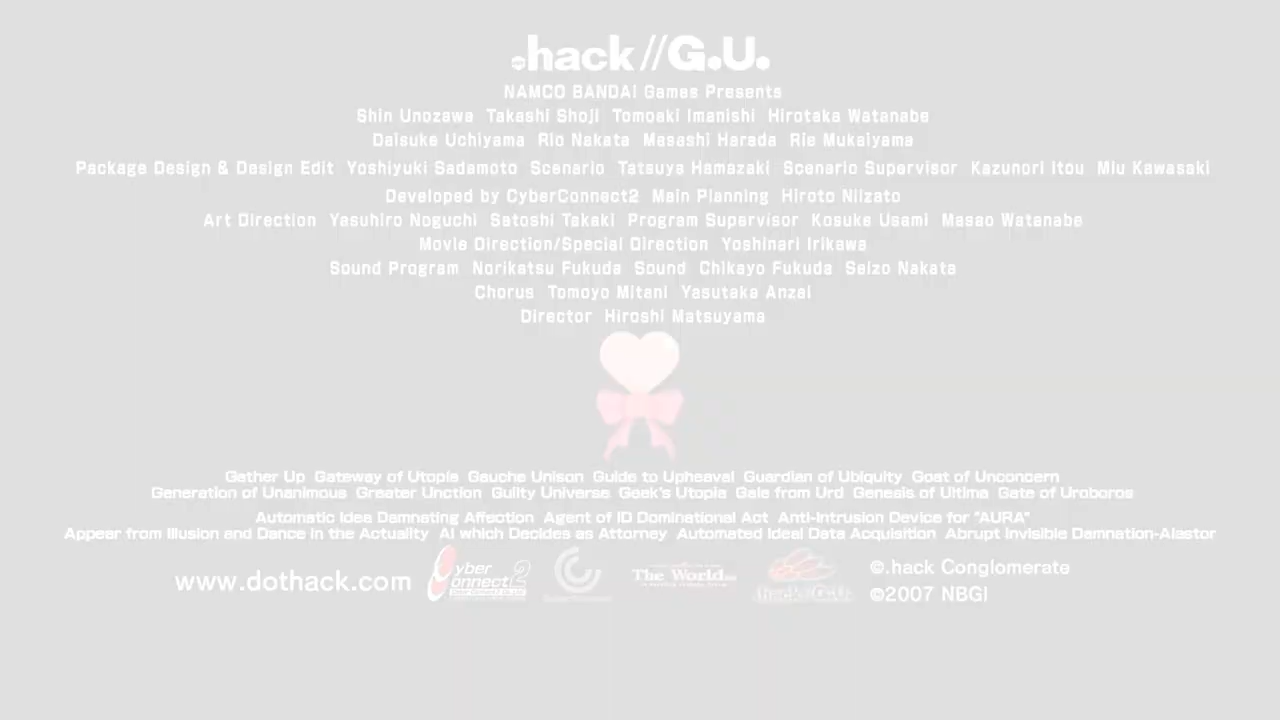 .hack//G.U.
NAMCO BANDAI Games Presents
Shin Unozawa Takashi Shoji Tomoaki Imanishi Hirotaka Watanabe
Daisuke Uchiyama Rio Nakata Masashi Harada Rie Mukaiyama
Package Design & Design Edit Yoshiyuki Sadamoto Scenario Tatsuya Hamazaki Scenario Supervisor Kazunori Itou Miu Kawasaki
Developed by CyberConnect2 Main Planning Hiroto Niizato
Art Direction Yasuhiro Noguchi Satoshi Takaki Program Supervisor Kosuke Usami Masao Watanabe
Movie Direction/Special Direction Yoshinari Irikawa
Sound Program Norikatsu Fukuda Sound Chikayo Fukuda Seizo Nakata
Chorus Tomoyo Mitani Yasutaka Anzai
Director Hiroshi Matsuyama
Gather Up Gateway of Utopia Gauche Unison Guide to Upheaval Guardian of Ubiquity Goat of Unconcern
Generation of Unanimous Greater Unction Guilty Universe Geek's Utopia Gale from Urd Genesis of Ultima Gate of Uroboros
Automatic Idea Damnating Affection Agent of ID Dominational Act Anti-Intrusion Device for "AURA"
Appear from Illusion and Dance in the Actuality AI which Decides as Attorney Automated Ideal Data Acquisition Abrupt Invisible Damnation-Alastor
www.dothack.com Cyber Connect2 The World ©.hack Conglomerate
©2007 NBGI